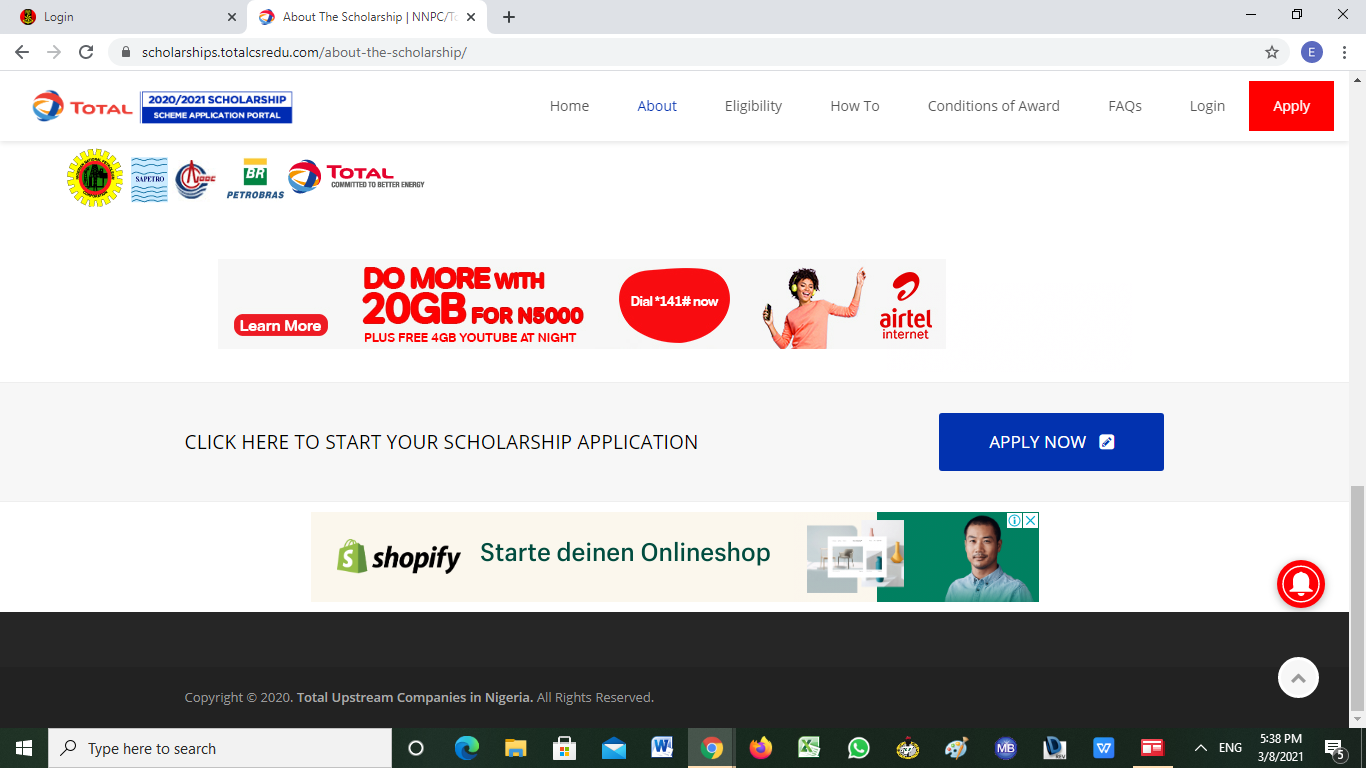 Login
About The Scholarship | NNPC/To
scholarships.totalcsredu.com/about-the-scholarship/
E
TOTAL
2020/2021 SCHOLARSHIP
SCHEME APPLICATION PORTAL
Home About Eligibility How To Conditions of Award FAQs Login Apply
SAPETRO
BR
PETROBRAS
TOTAL
COMMITTED TO BETTER ENERGY
Learn More
DO MORE WITH
20GB FOR N5000
PLUS FREE 4GB YOUTUBE AT NIGHT
Dial *141# now
airtel
internet
CLICK HERE TO START YOUR SCHOLARSHIP APPLICATION
APPLY NOW
shopify
Starte deinen Onlineshop
Copyright © 2020. Total Upstream Companies in Nigeria. All Rights Reserved.
Type here to search
MB
ENG
5:38 PM
3/8/2021
5